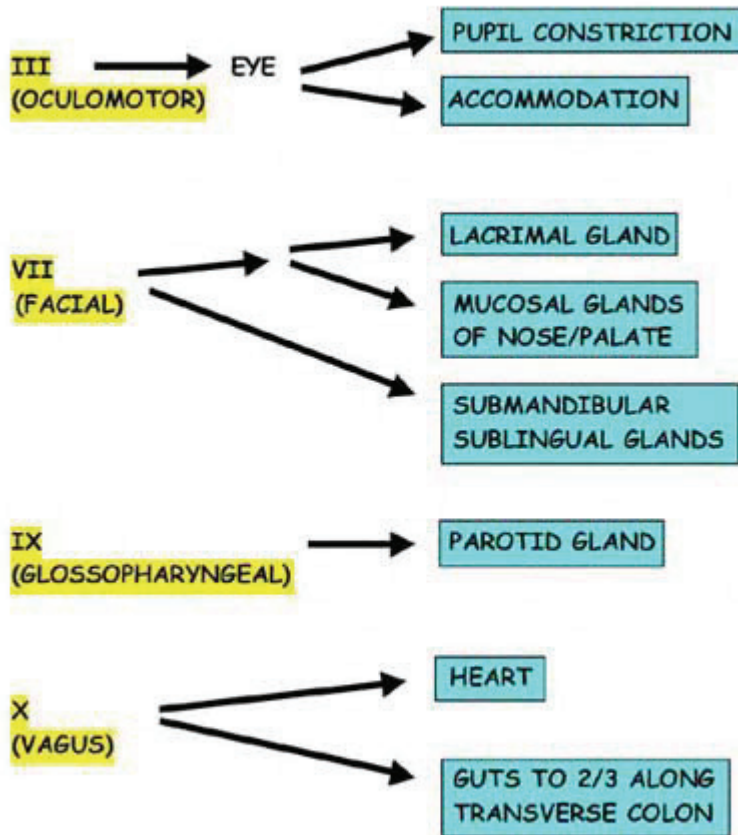 III
(OCULOMOTOR)
EYE
PUPIL CONSTRICTION
ACCOMMODATION
VII
(FACIAL)
LACRIMAL GLAND
MUCOSAL GLANDS
OF NOSE/PALATE
SUBMANDIBULAR
SUBLINGUAL GLANDS
IX
(GLOSSOPHARYNGEAL)
PAROTID GLAND
X
(VAGUS)
HEART
GUTS TO 2/3 ALONG
TRANSVERSE COLON